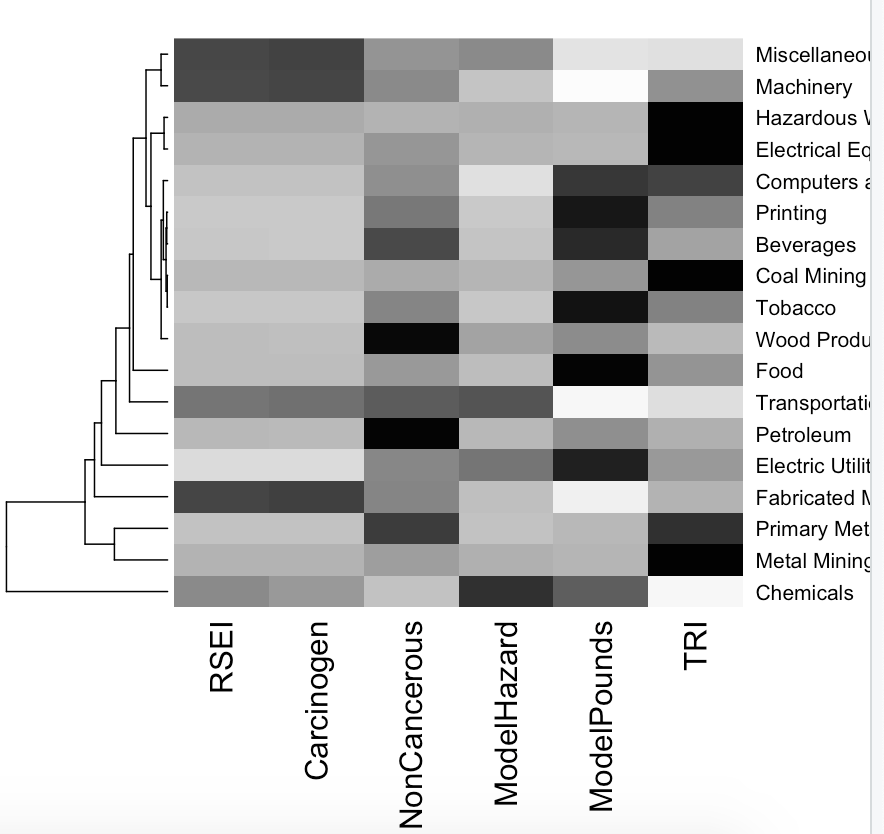 Miscellaneou
Machinery
Hazardous
Electrical Eq
Computers a
Printing
Beverages
Coal Mining
Tobacco
Wood Produ
Food
Transportati
Petroleum
Electric Utilit
Fabricated M
Primary Met
Metal Mining
Chemicals
RSEI
Carcinogen
NonCancerous
ModelHazard
ModelPounds
TRI